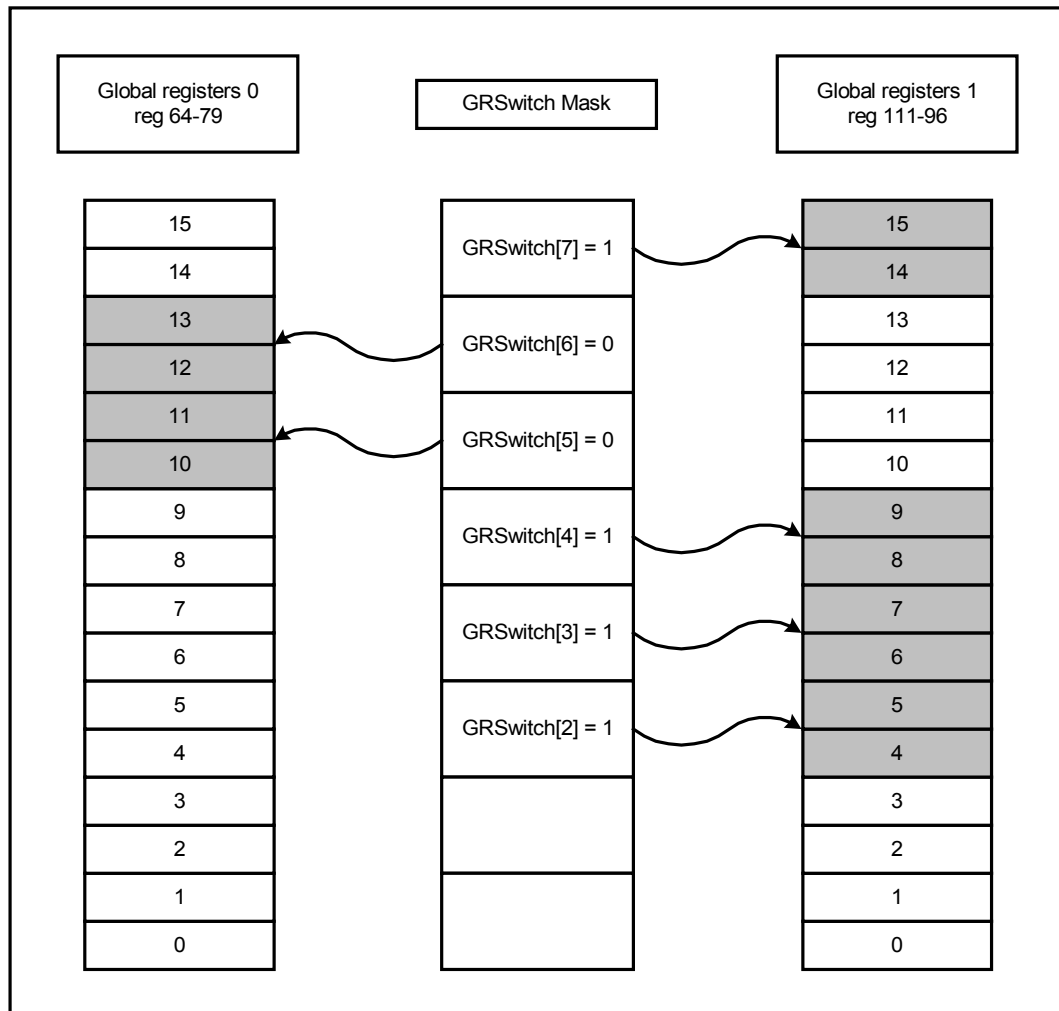 Global registers 0
reg 64-79
GRSwitch Mask
Global registers 1
reg 111-96
15
14
13
12
11
10
9
8
7
6
5
4
3
2
1
0
GRSwitch[7] = 1
GRSwitch[6] = 0
GRSwitch[5] = 0
GRSwitch[4] = 1
GRSwitch[3] = 1
GRSwitch[2] = 1
15
14
13
12
11
10
9
8
7
6
5
4
3
2
1
0